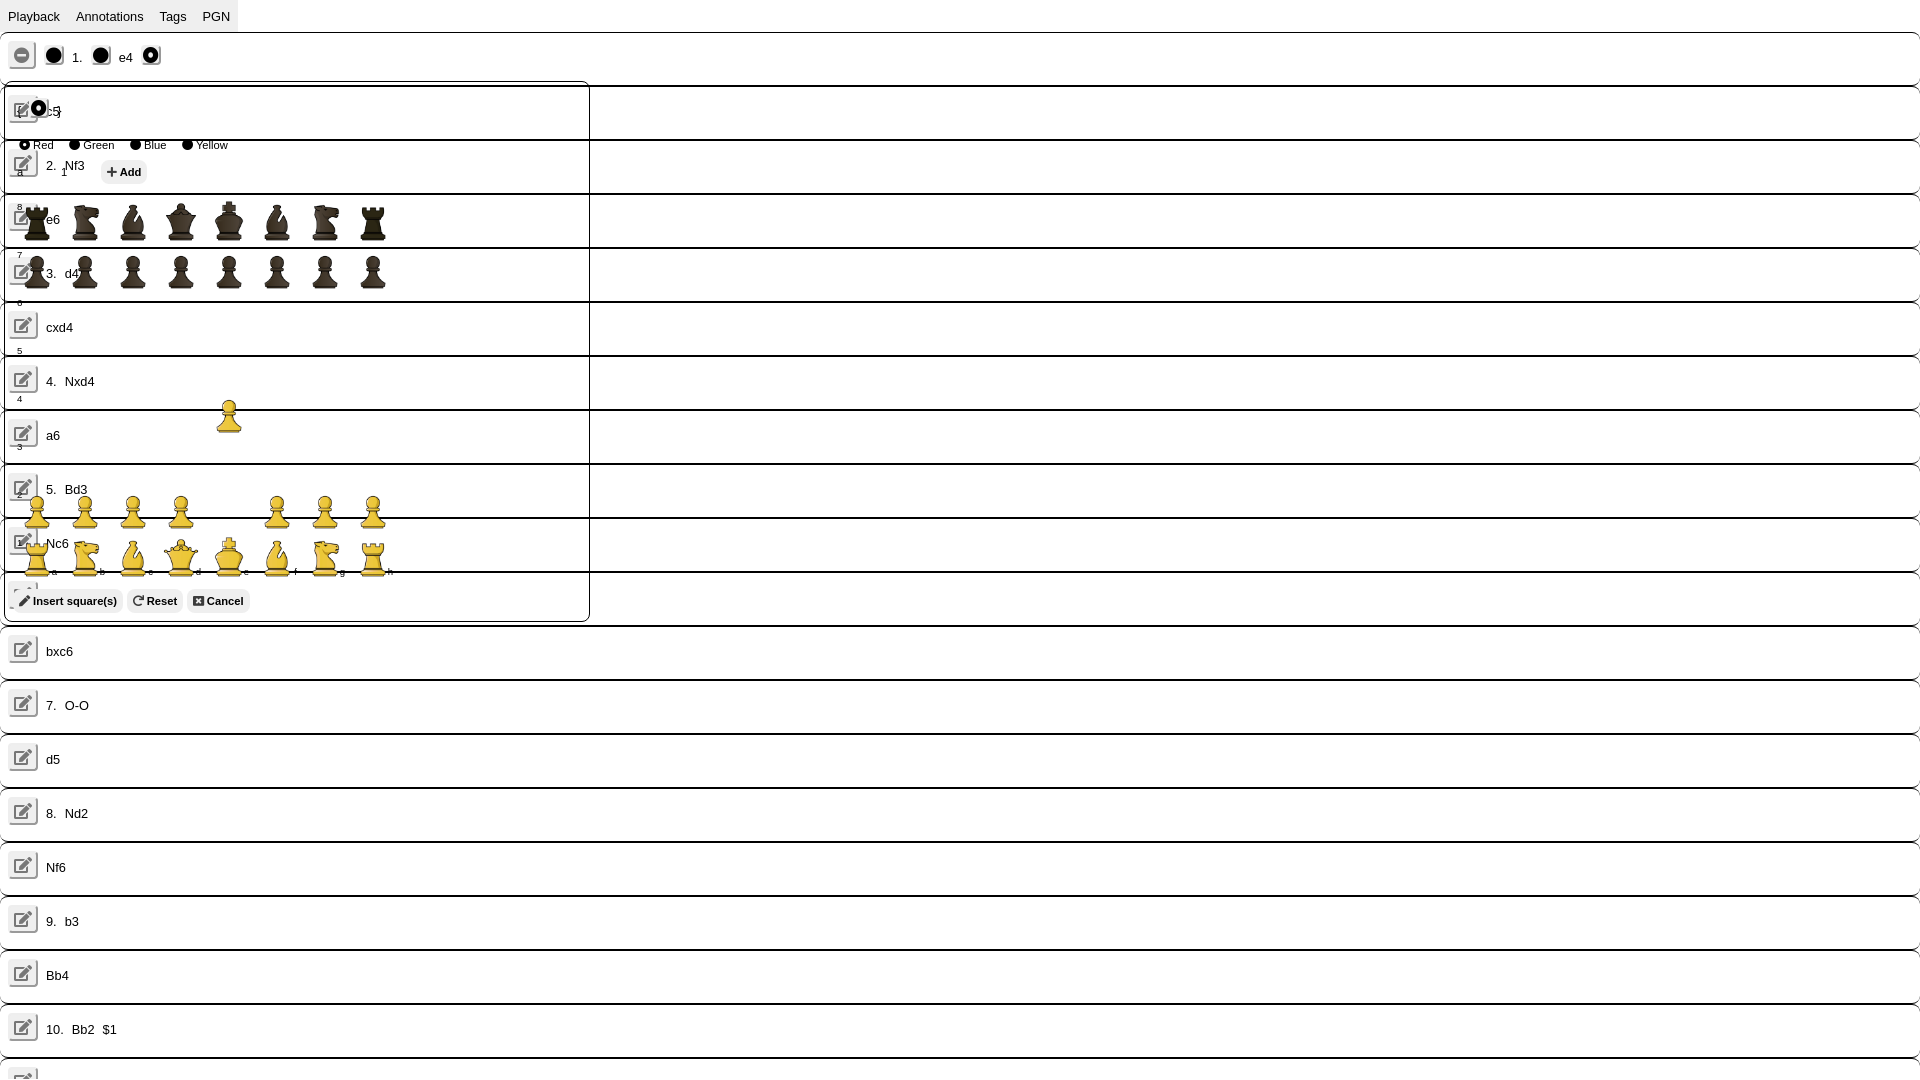 Playback Annotations Tags PGN
1. e4
{ } c5
Red Green Blue Yellow
2. Nf3
a 1 Add
8
e6
7
3. d4
6
cxd4
5
4. Nxd4
4
a6
3
5. Bd3
2
1 Nc6
a b c d e f g h
Insert square(s) Reset Cancel
bxc6
7. O-O
d5
8. Nd2
Nf6
9. b3
Bb4
10. Bb2 $1